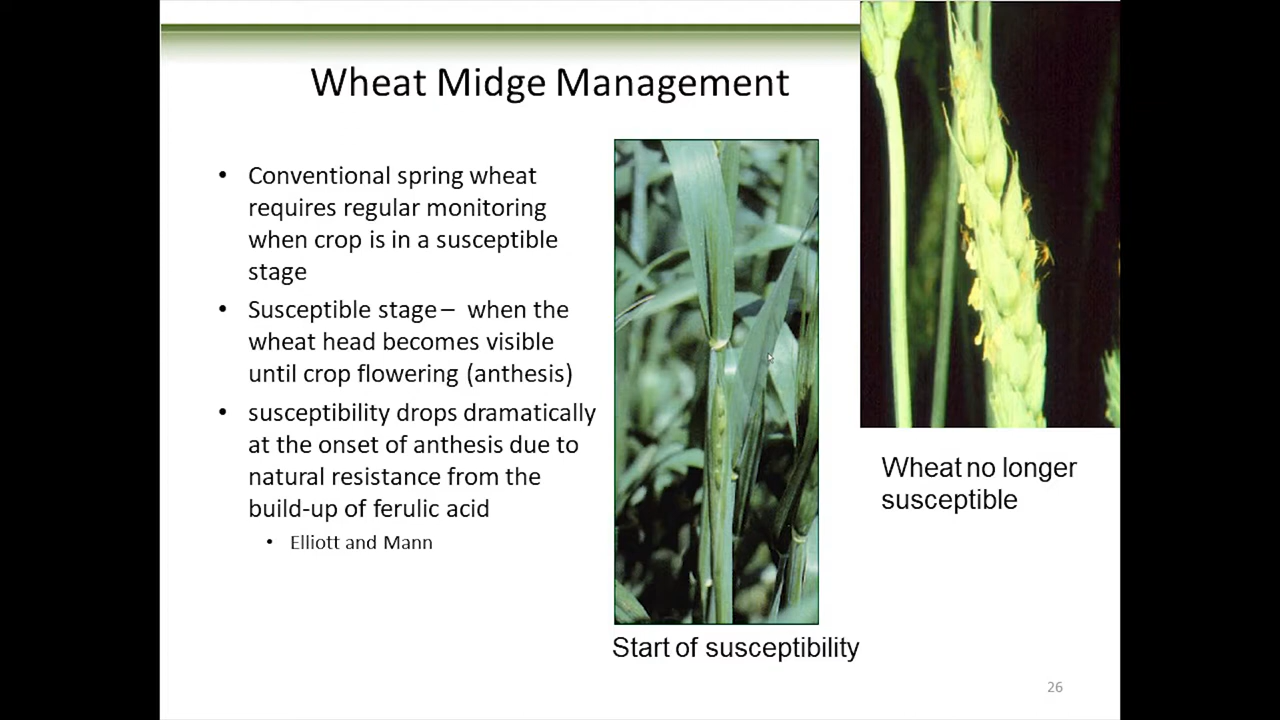 Wheat Midge Management
• Conventional spring wheat
requires regular monitoring
when crop is in a susceptible
stage
• Susceptible stage – when the
wheat head becomes visible
until crop flowering (anthesis)
• susceptibility drops dramatically
at the onset of anthesis due to
natural resistance from the
build-up of ferulic acid
• Elliott and Mann
Start of susceptibility
Wheat no longer
susceptible
26